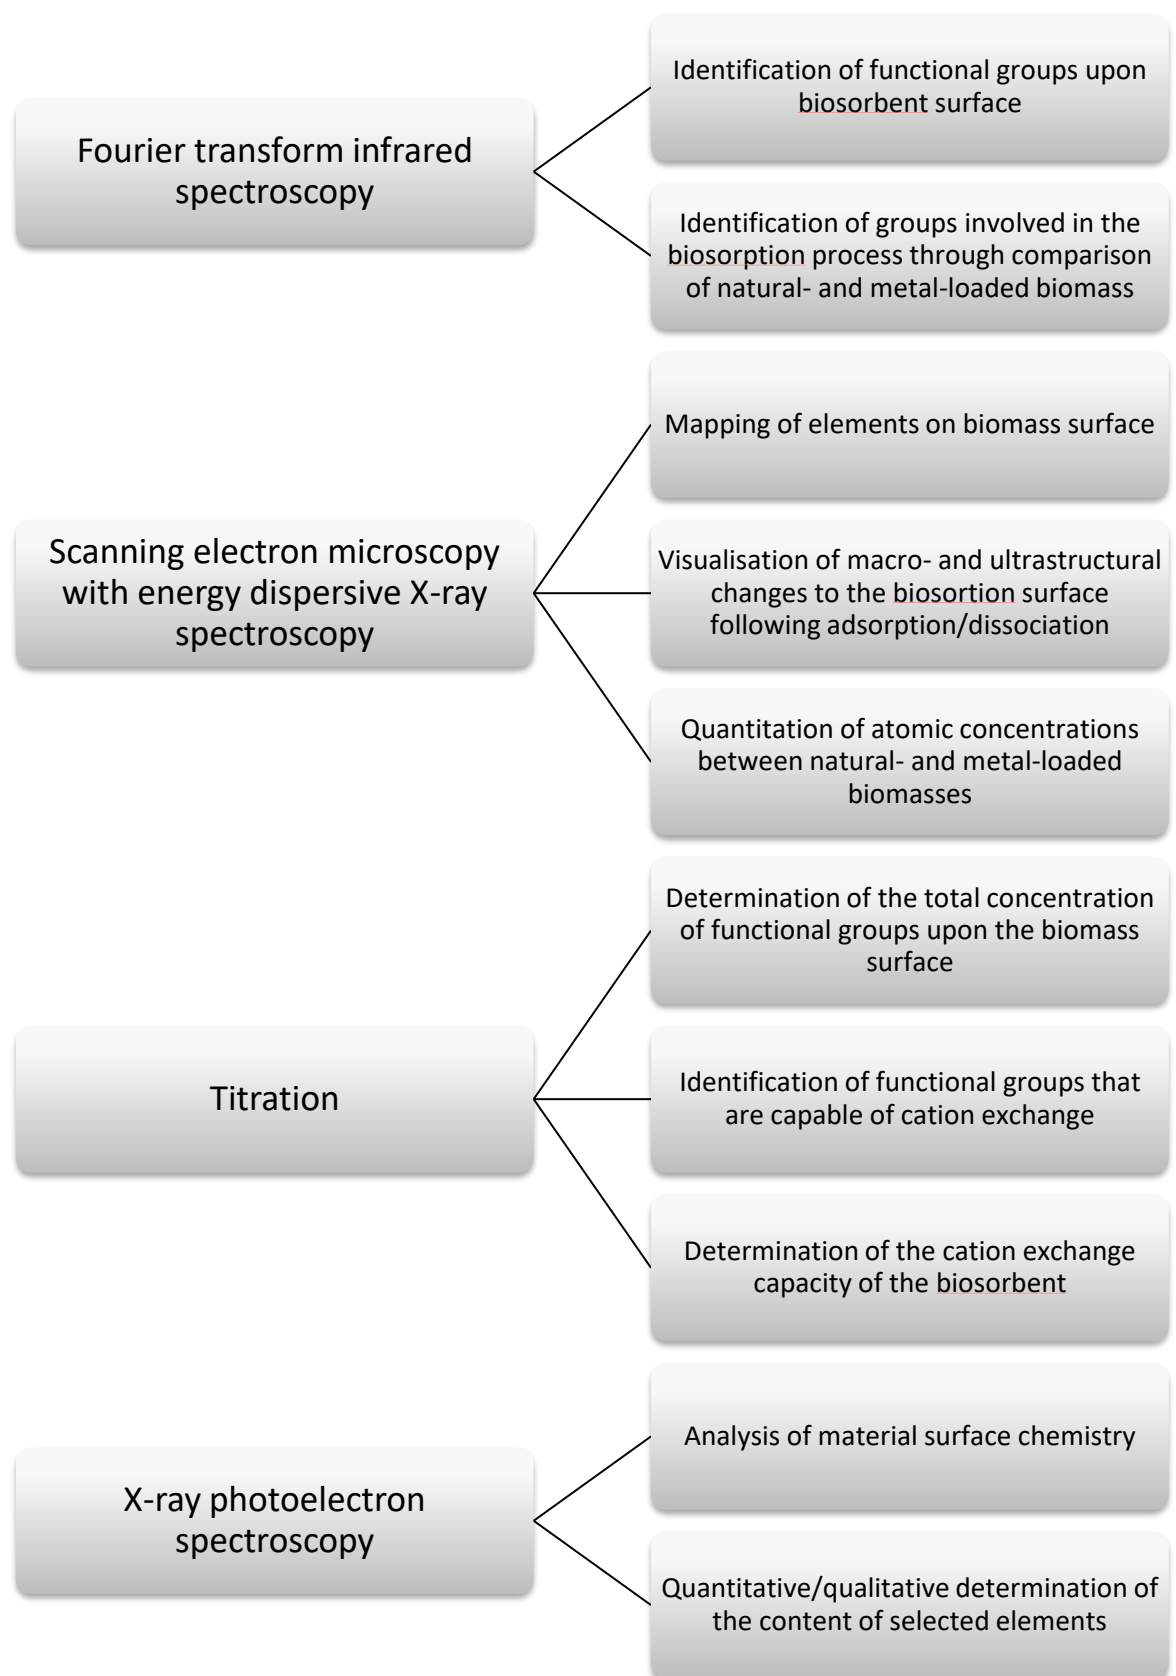 Fourier transform infrared
spectroscopy
Identification of functional groups upon
biosorbent surface
Identification of groups involved in the
biosorption process through comparison
of natural- and metal-loaded biomass
Scanning electron microscopy
with energy dispersive X-ray
spectroscopy
Mapping of elements on biomass surface
Visualisation of macro- and ultrastructural
changes to the biosortion surface
following adsorption/dissociation
Quantitation of atomic concentrations
between natural- and metal-loaded
biomasses
Titration
Determination of the total concentration
of functional groups upon the biomass
surface
Identification of functional groups that
are capable of cation exchange
Determination of the cation exchange
capacity of the biosorbent
X-ray photoelectron
spectroscopy
Analysis of material surface chemistry
Quantitative/qualitative determination of
the content of selected elements